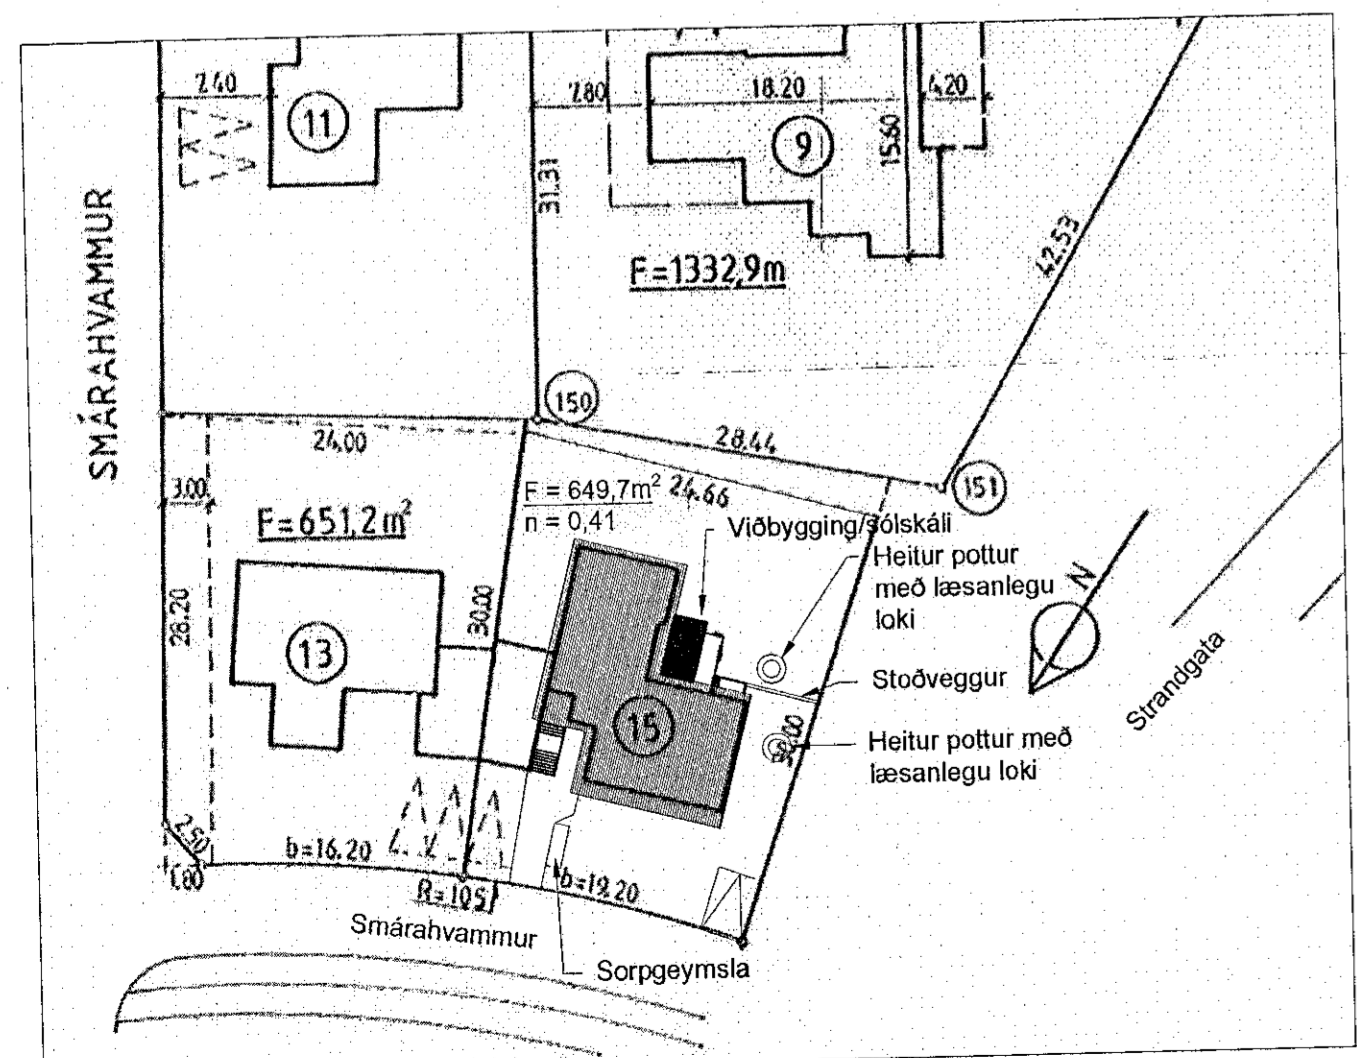 7.40
11
7.80
18.20
4.20
9
15.60
31.31
42.53
SMÁRAHVAMMUR
F=1332,9m
150
24.00
28.44
151
3.00
F=651,2m²
F = 649,7m²
n = 0,41
24.66
Viðbygging/sólskáli
Heitur pottur
með læsanlegu
loki
N
28.20
30.00
13
15
Stoðveggur
Strandgata
30.00
Heitur pottur með
læsanlegu loki
2.50
1.80
b=16.20
R=105
b=19.20
Smárahvammur
Sorpgeymsla